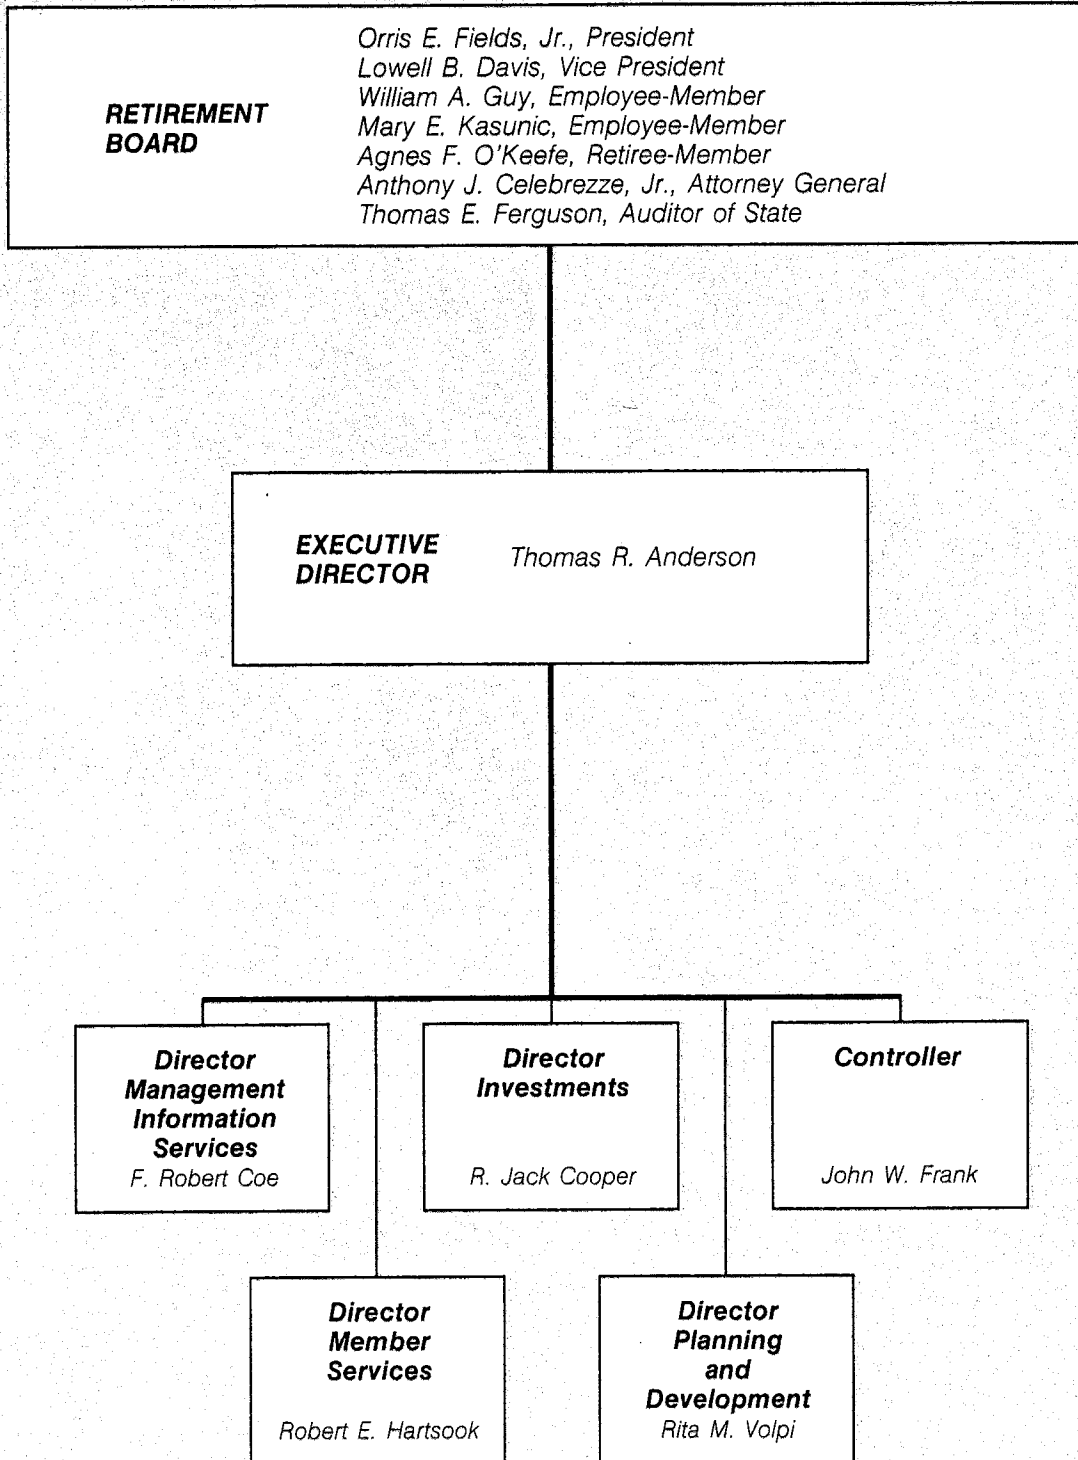 RETIREMENT
BOARD
Orris E. Fields, Jr., President
Lowell B. Davis, Vice President
William A. Guy, Employee-Member
Mary E. Kasunic, Employee-Member
Agnes F. O'Keefe, Retiree-Member
Anthony J. Celebrezze, Jr., Attorney General
Thomas E. Ferguson, Auditor of State
EXECUTIVE
DIRECTOR
Thomas R. Anderson
Director
Management
Information
Services
F. Robert Coe
Director
Investments
R. Jack Cooper
Controller
John W. Frank
Director
Member
Services
Robert E. Hartsook
Director
Planning
and
Development
Rita M. Volpi